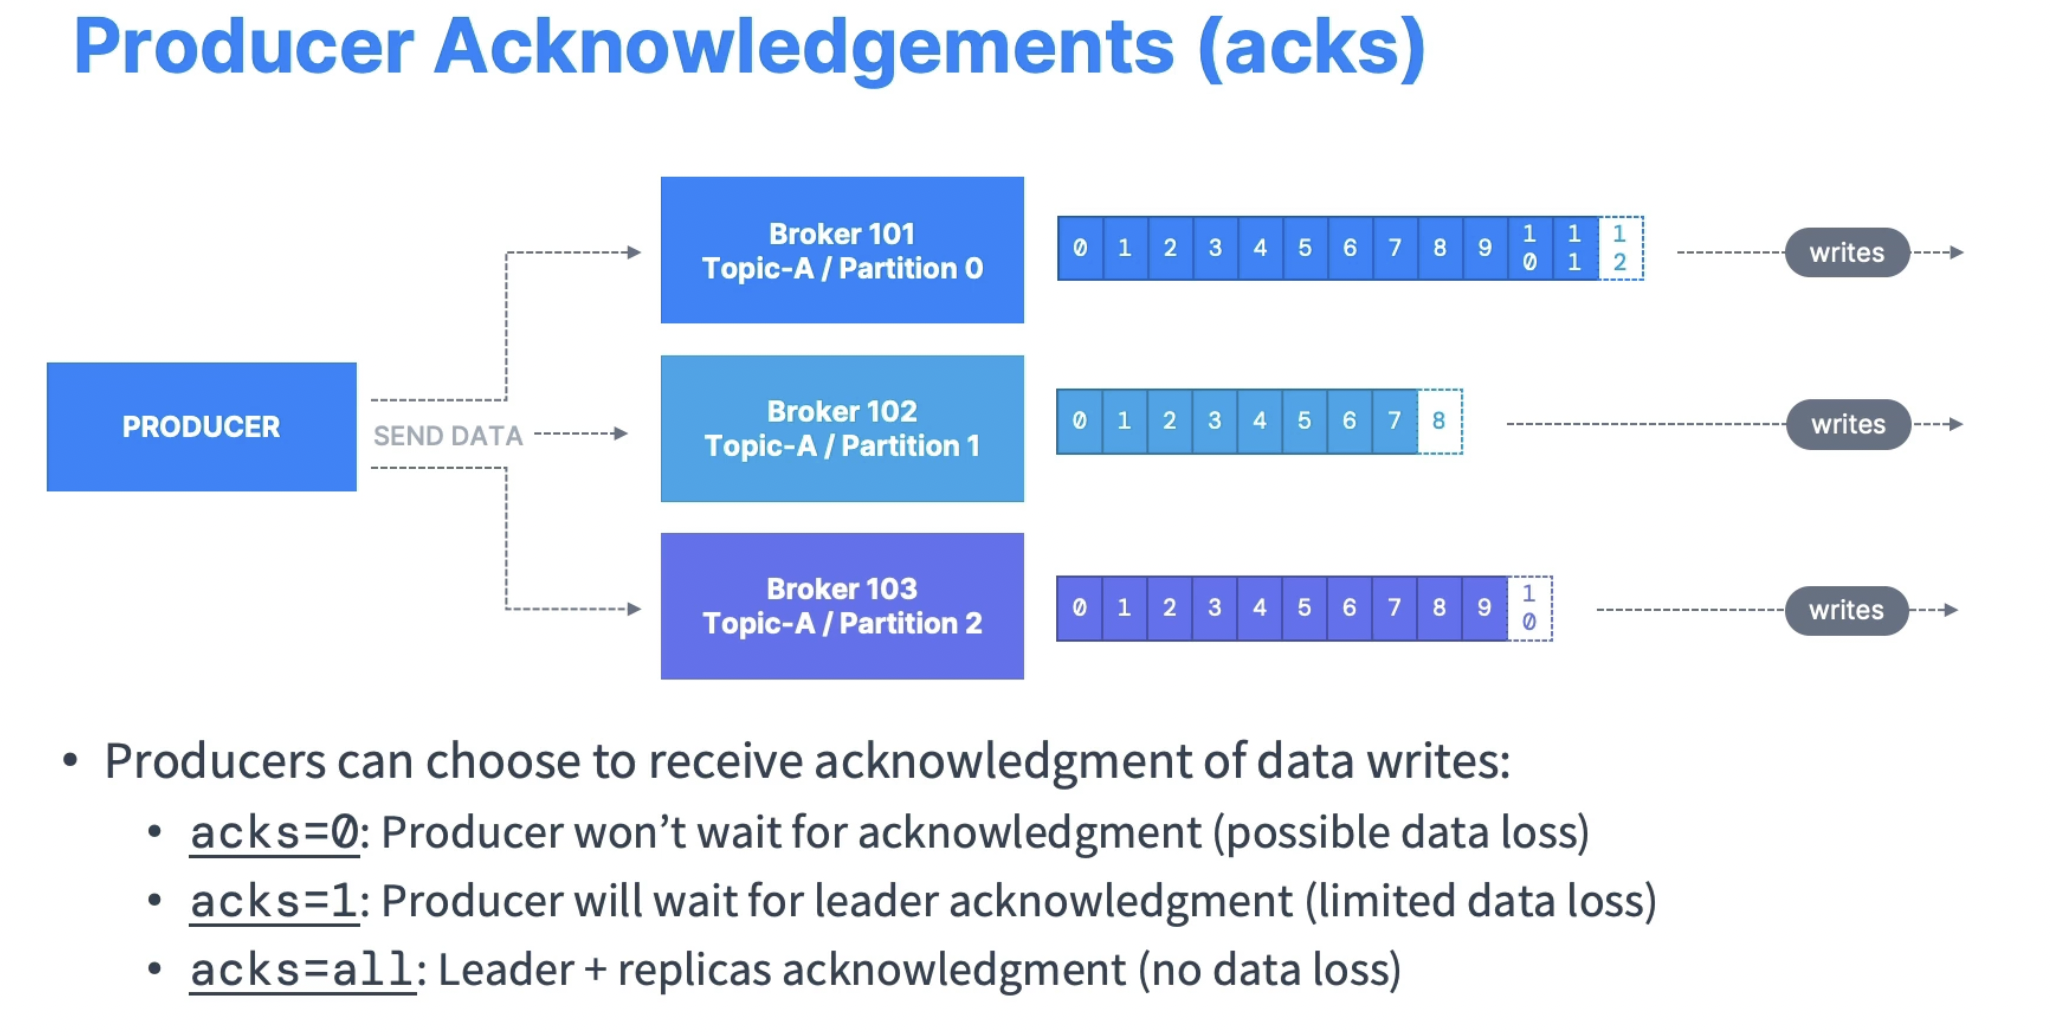 Producer Acknowledgements (acks)
Broker 101
Topic-A / Partition 0
0 1 2 3 4 5 6 7 8 9 10 11 12
writes
PRODUCER
SEND DATA
Broker 102
Topic-A / Partition 1
0 1 2 3 4 5 6 7 8
writes
Broker 103
Topic-A / Partition 2
0 1 2 3 4 5 6 7 8 9 10
writes
• Producers can choose to receive acknowledgment of data writes:
• acks=0: Producer won’t wait for acknowledgment (possible data loss)
• acks=1: Producer will wait for leader acknowledgment (limited data loss)
• acks=all: Leader + replicas acknowledgment (no data loss)